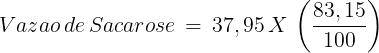 Vazao de Sacarose = 37,95 X (83,15/100)